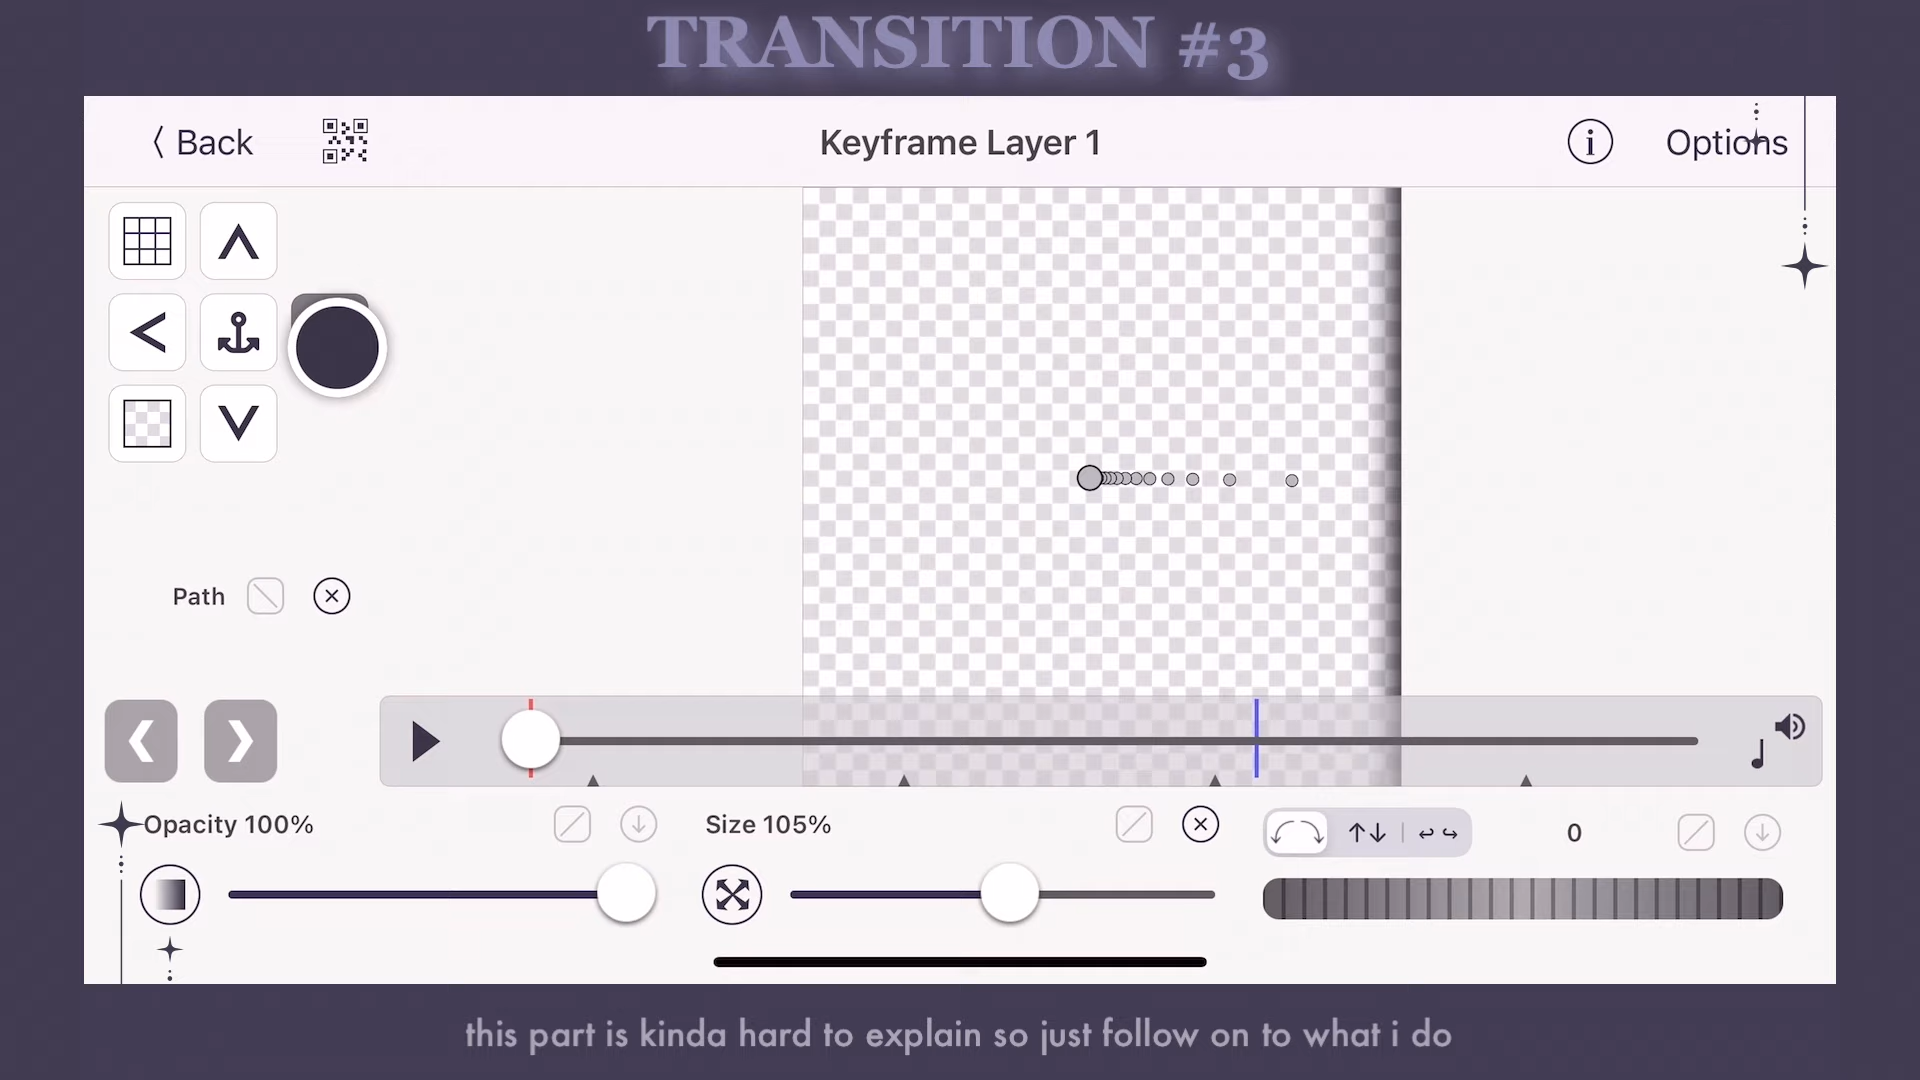 TRANSITION #3
Back
Keyframe Layer 1
Options
Path
Opacity 100%
Size 105%
0
this part is kinda hard to explain so just follow on to what i do